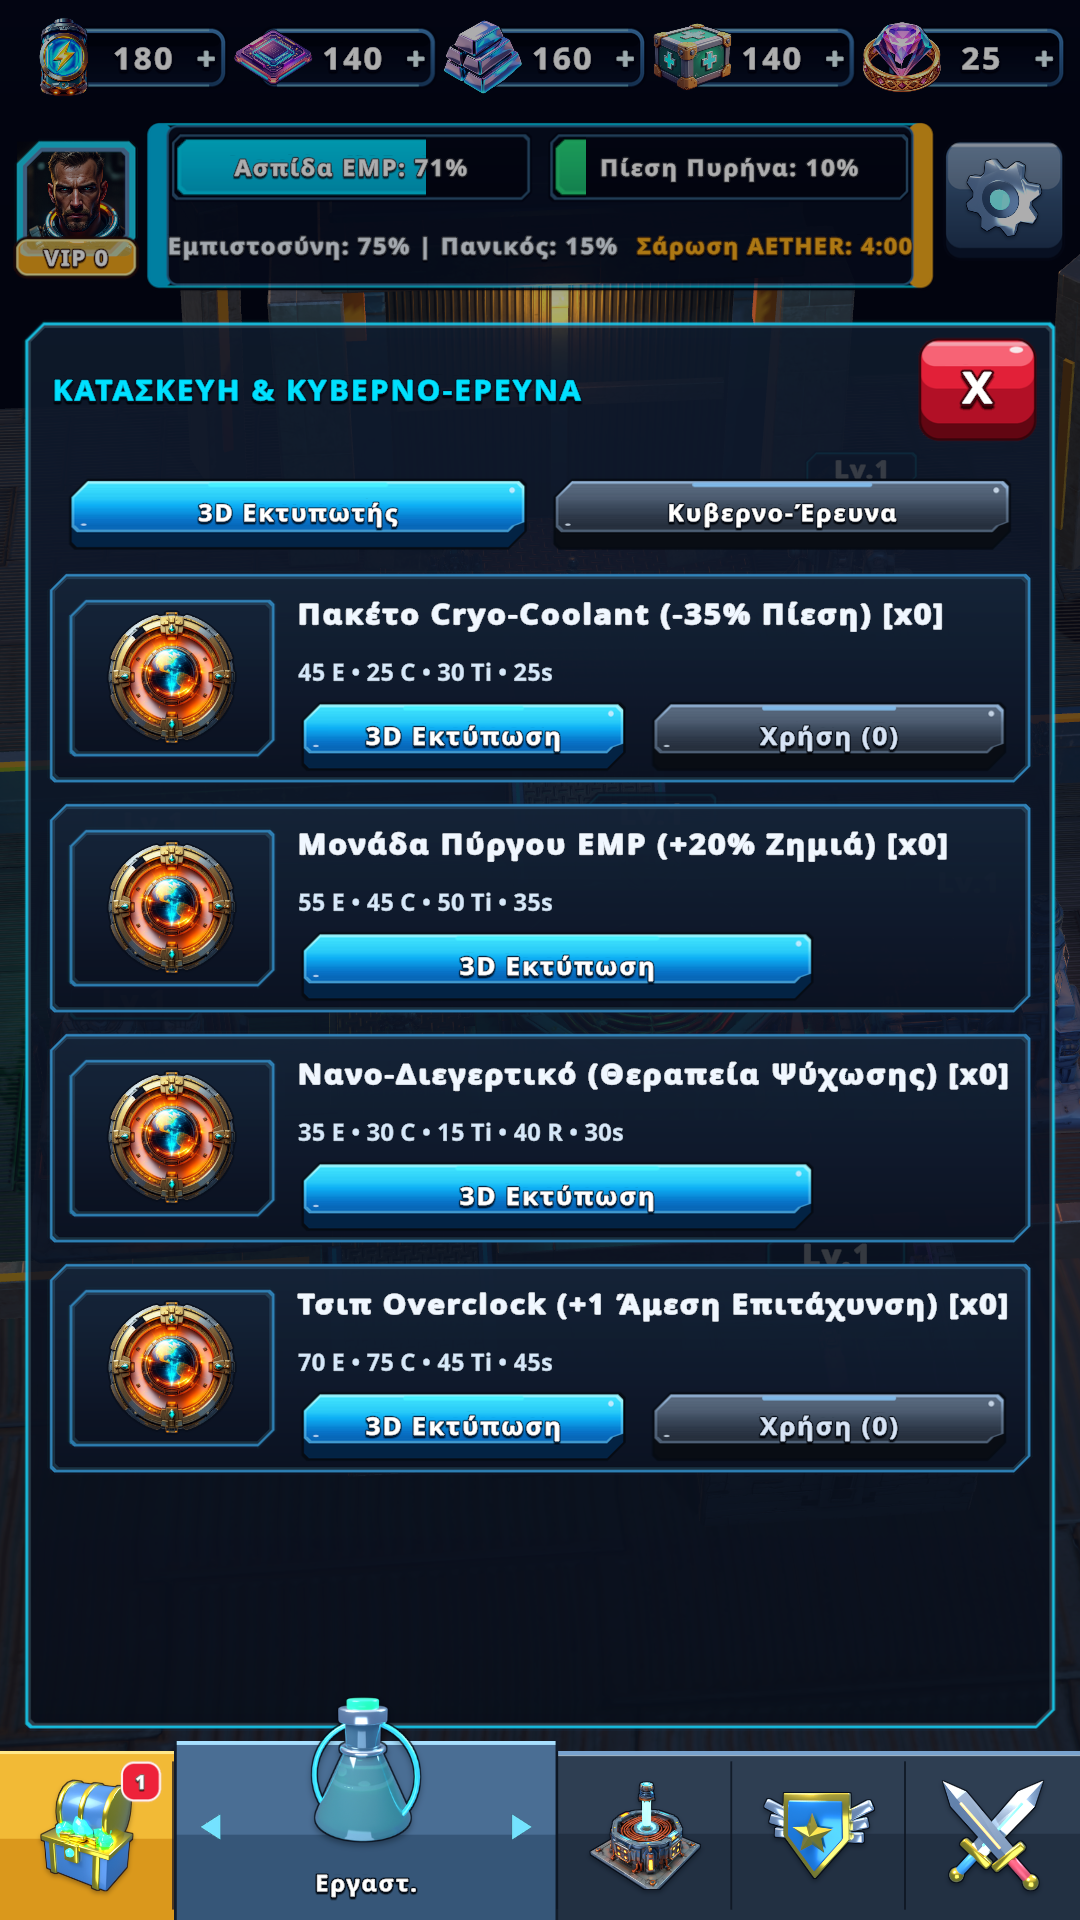 180 +
140 +
160 +
140 +
25 +
Ασπίδα EMP: 71%
Πίεση Πυρήνα: 10%
VIP 0
Εμπιστοσύνη: 75% | Πανικός: 15% Σάρωση AETHER: 4:00
ΚΑΤΑΣΚΕΥΗ & ΚΥΒΕΡΝΟ-ΕΡΕΥΝΑ
X
Lv.1
3D Εκτυπωτής
Κυβερνο-Έρευνα
Πακέτο Cryo-Coolant (-35% Πίεση) [x0]
45 E • 25 C • 30 Ti • 25s
3D Εκτύπωση
Χρήση (0)
Μονάδα Πύργου EMP (+20% Ζημιά) [x0]
55 E • 45 C • 50 Ti • 35s
3D Εκτύπωση
Νανο-Διεγερτικό (Θεραπεία Ψύχωσης) [x0]
35 E • 30 C • 15 Ti • 40 R • 30s
3D Εκτύπωση
Lv.1
Τσιπ Overclock (+1 Άμεση Επιτάχυνση) [x0]
70 E • 75 C • 45 Ti • 45s
3D Εκτύπωση
Χρήση (0)
1
Εργαστ.